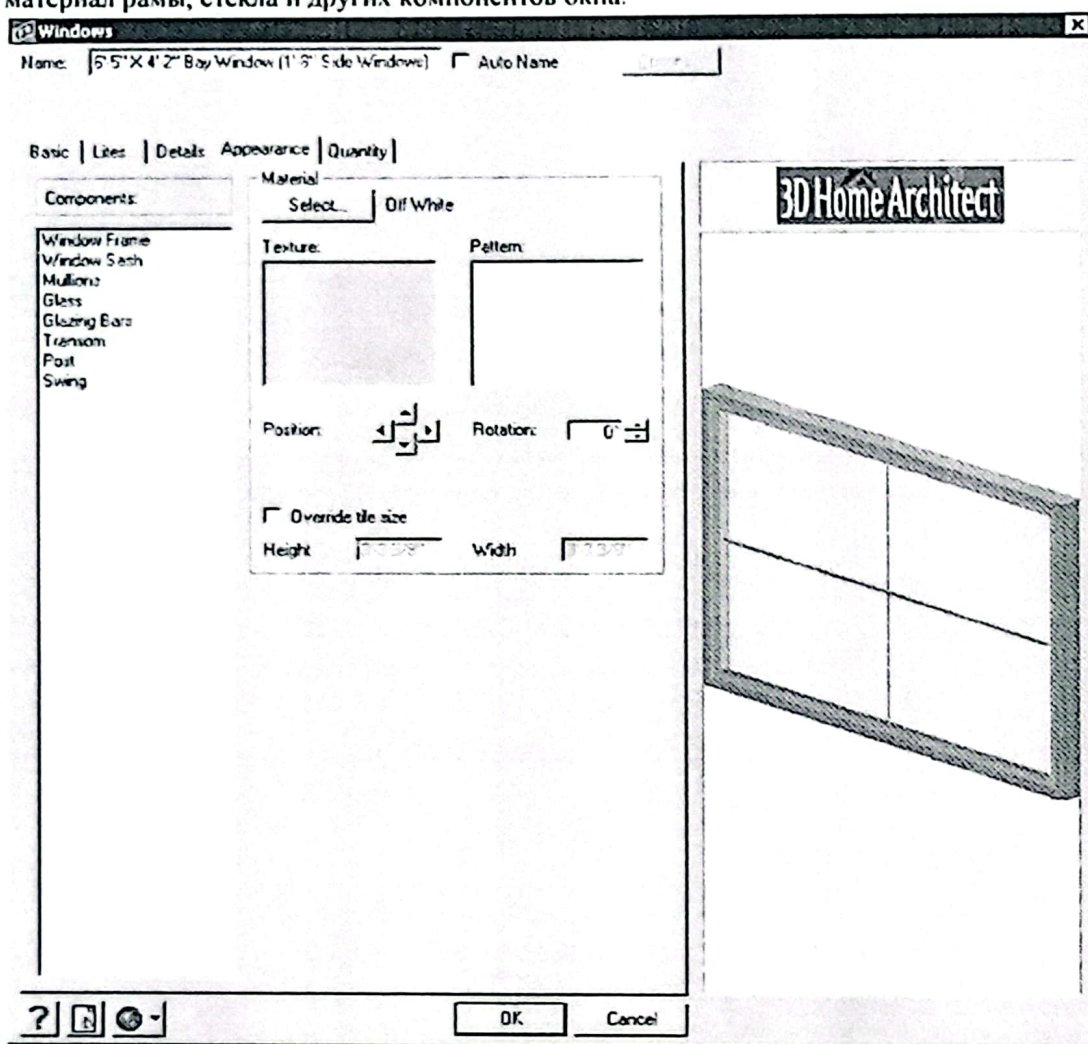 материал рамы, стекла и других компонентов окна.
Windows
Name: 6'-5" X 4' 2" Bay Window (1'-6" Side Windows) Auto Name
Basic Lites Details Appearance Quantity
Components:
Window Frame
Window Sash
Mullions
Glass
Glazing Bars
Transom
Post
Swing
Material
Select... Off White
Texture: Pattern:
Position: Rotation: 0°
Override tile size
Height Width
3D Home Architect
? OK Cancel